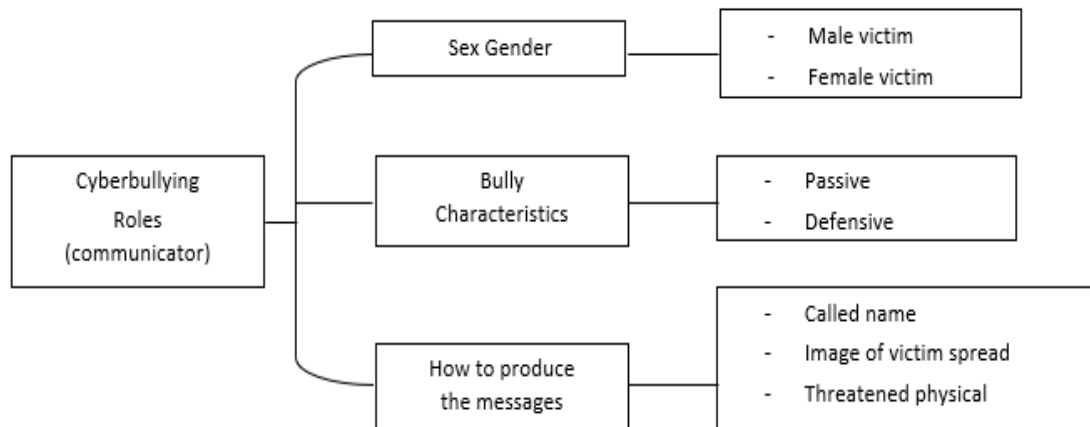 Sex Gender
- Male victim
- Female victim
Cyberbullying
Roles
(communicator)
Bully
Characteristics
- Passive
- Defensive
How to produce
the messages
- Called name
- Image of victim spread
- Threatened physical